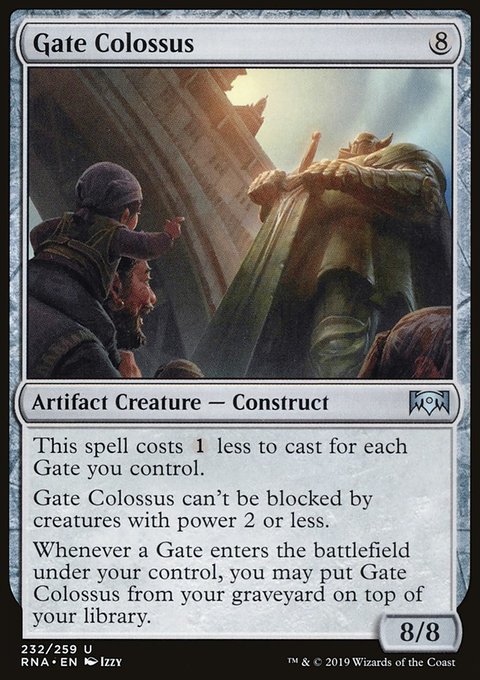 Gate Colossus 8
Artifact Creature — Construct
This spell costs 1 less to cast for each
Gate you control.
Gate Colossus can't be blocked by
creatures with power 2 or less.
Whenever a Gate enters the battlefield
under your control, you may put Gate
Colossus from your graveyard on top of
your library.
8/8
232/259 U
RNA • EN Izzy
™ & © 2019 Wizards of the Coast